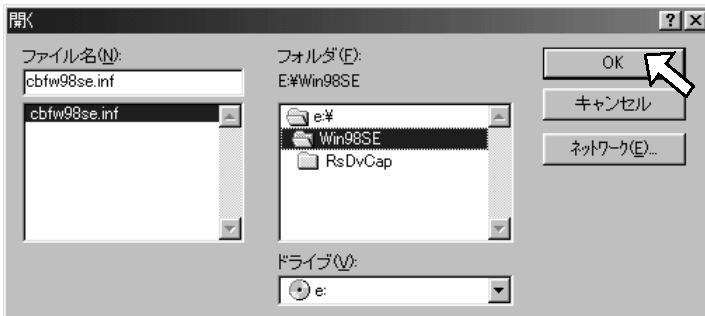 開く
ファイル名(N):
cbfw98se.inf
cbfw98se.inf
フォルダ(F):
E:¥Win98SE
e:¥
Win98SE
RsDvCap
ドライブ(V):
e:
OK
キャンセル
ネットワーク(E)...